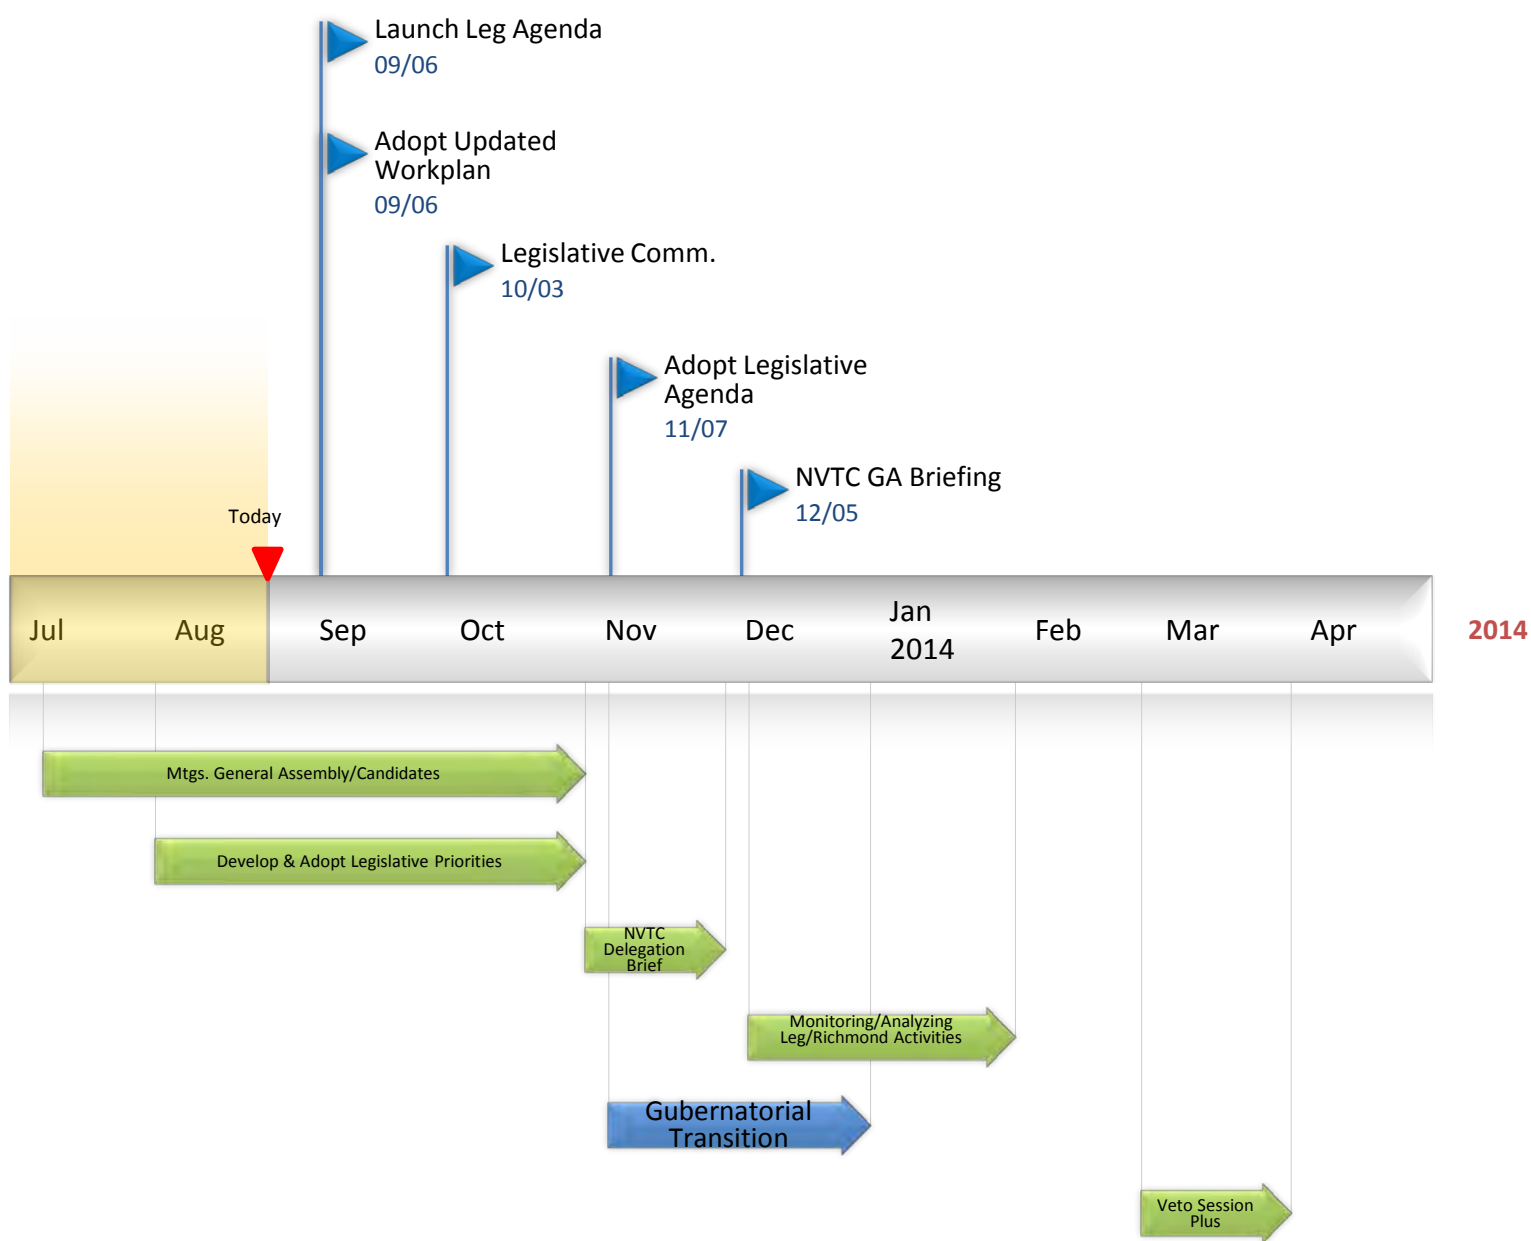 Launch Leg Agenda
09/06
Adopt Updated
Workplan
09/06
Legislative Comm.
10/03
Adopt Legislative
Agenda
11/07
NVTC GA Briefing
12/05
Today
Jul
Aug
Sep
Oct
Nov
Dec
Jan
2014
Feb
Mar
Apr
2014
Mtgs. General Assembly/Candidates
Develop & Adopt Legislative Priorities
NVTC
Delegation
Brief
Monitoring/Analyzing
Leg/Richmond Activities
Gubernatorial
Transition
Veto Session
Plus